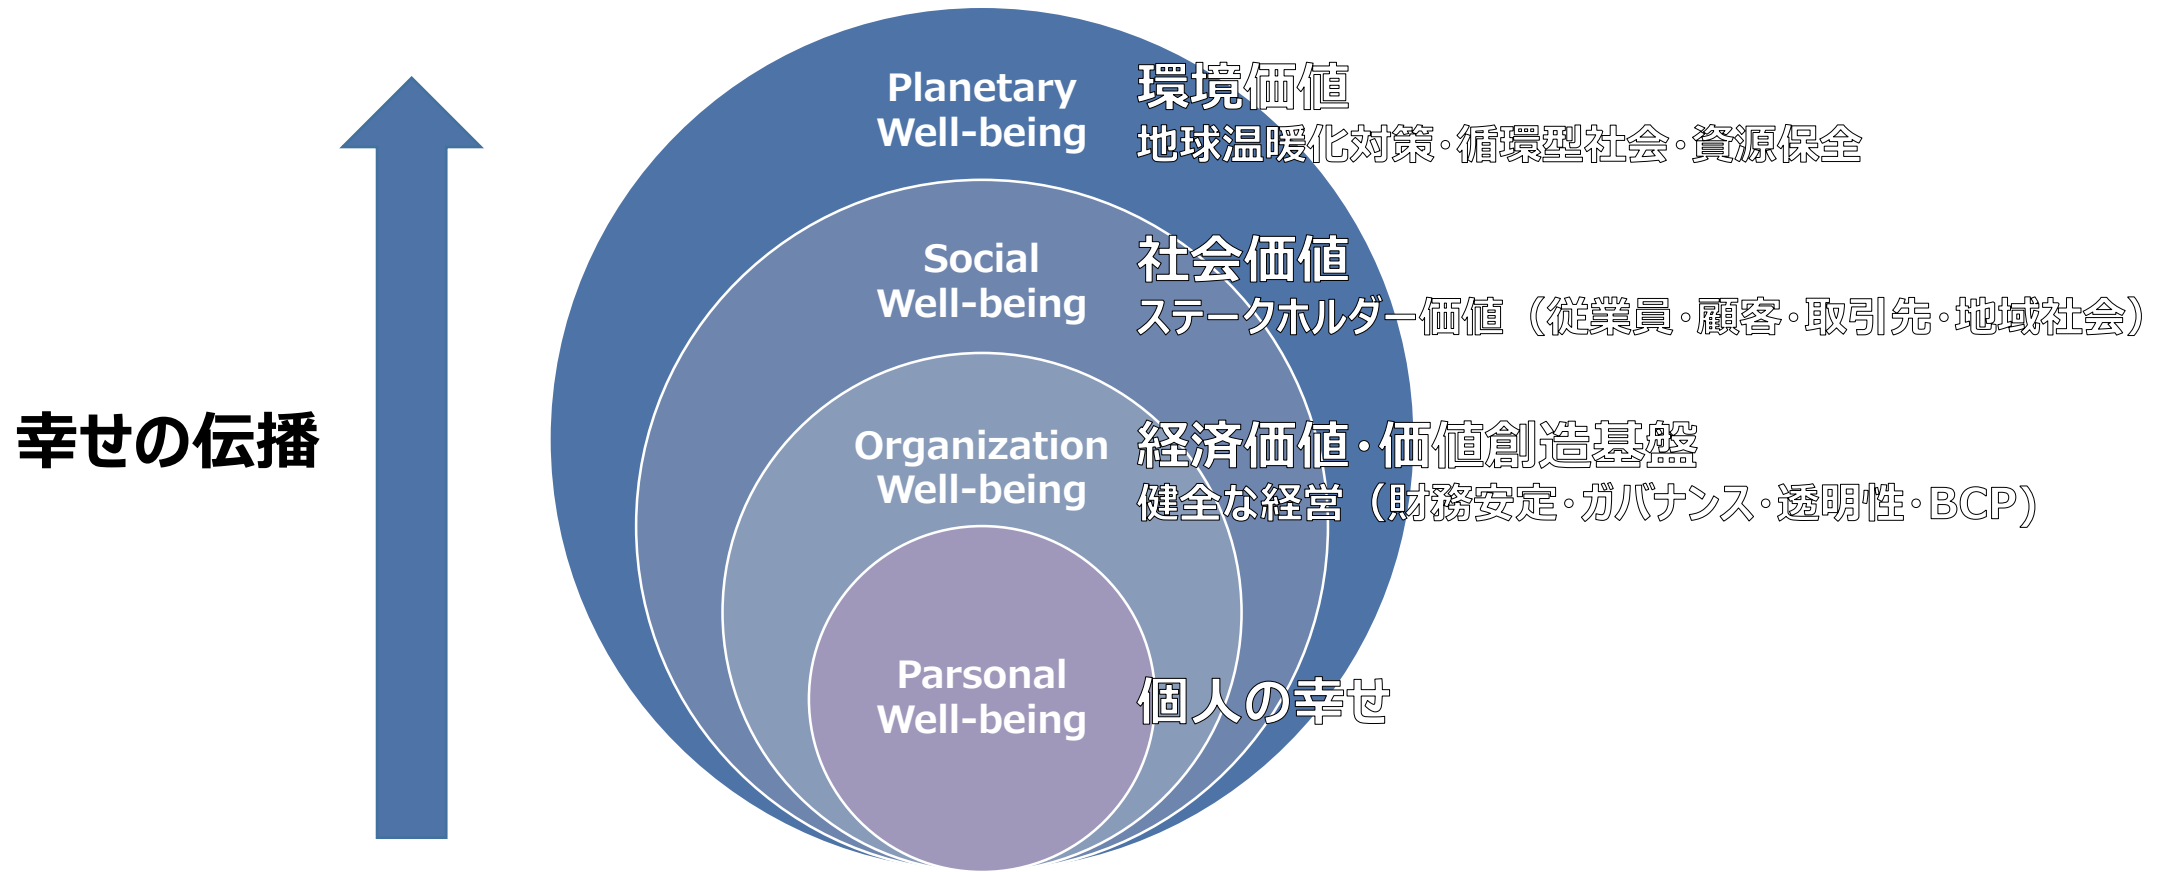 Planetary
Well-being
環境価値
地球温暖化対策・循環型社会・資源保全
Social
Well-being
社会価値
ステークホルダー価値（従業員・顧客・取引先・地域社会）
幸せの伝播
Organization
Well-being
経済価値・価値創造基盤
健全な経営（財務安定・ガバナンス・透明性・BCP)
Parsonal
Well-being
個人の幸せ